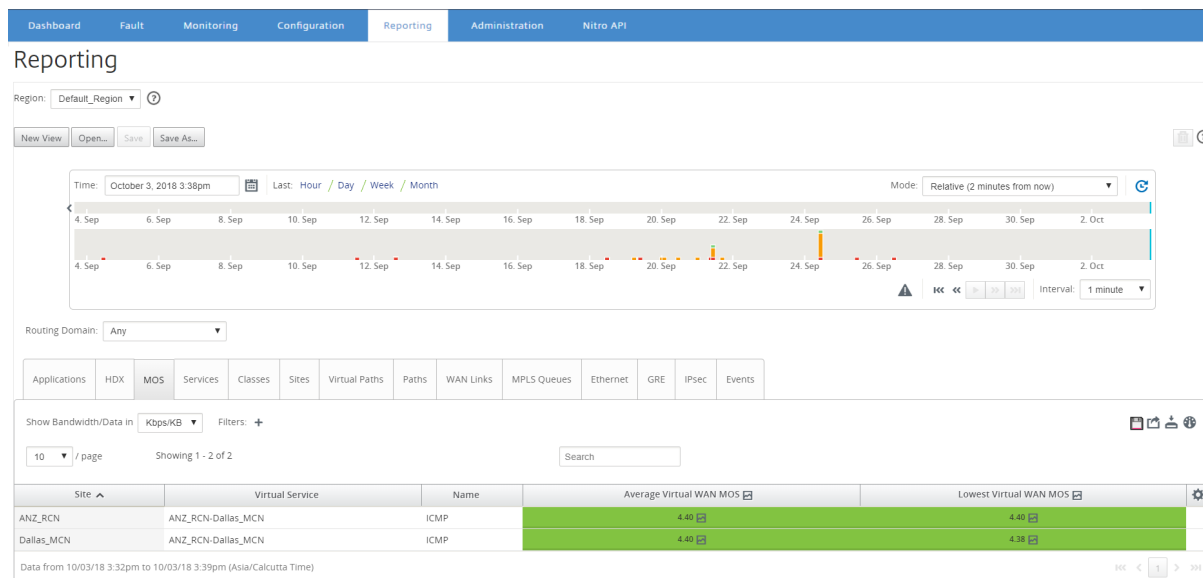 Dashboard Fault Monitoring Configuration Reporting Administration Nitro API
Reporting
Region: Default_Region ?
New View Open... Save Save As...
Time: October 3, 2018 3:38pm Last: Hour / Day / Week / Month Mode: Relative (2 minutes from now)
4. Sep 6. Sep 8. Sep 10. Sep 12. Sep 14. Sep 16. Sep 18. Sep 20. Sep 22. Sep 24. Sep 26. Sep 28. Sep 30. Sep 2. Oct
4. Sep 6. Sep 8. Sep 10. Sep 12. Sep 14. Sep 16. Sep 18. Sep 20. Sep 22. Sep 24. Sep 26. Sep 28. Sep 30. Sep 2. Oct
Interval: 1 minute
Routing Domain: Any
Applications HDX MOS Services Classes Sites Virtual Paths Paths WAN Links MPLS Queues Ethernet GRE IPsec Events
Show Bandwidth/Data in Kbps/KB Filters: +
10 / page Showing 1 - 2 of 2 Search
Site Virtual Service Name Average Virtual WAN MOS Lowest Virtual WAN MOS
ANZ_RCN ANZ_RCN-Dallas_MCN ICMP 4.40 4.40
Dallas_MCN ANZ_RCN-Dallas_MCN ICMP 4.40 4.38
Data from 10/03/18 3:32pm to 10/03/18 3:39pm (Asia/Calcutta Time) 1